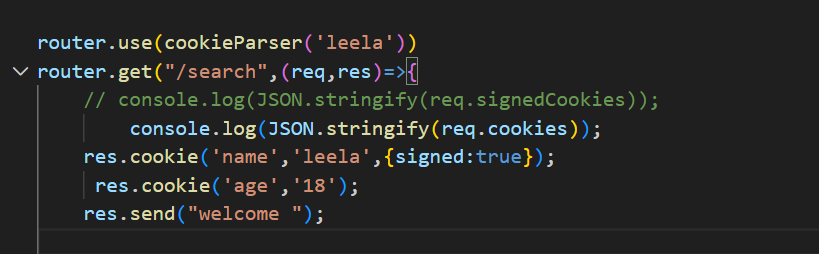 router.use(cookieParser('leela'))
router.get("/search",(req,res)=>{
// console.log(JSON.stringify(req.signedCookies));
console.log(JSON.stringify(req.cookies));
res.cookie('name','leela',{signed:true});
res.cookie('age','18');
res.send("welcome ");